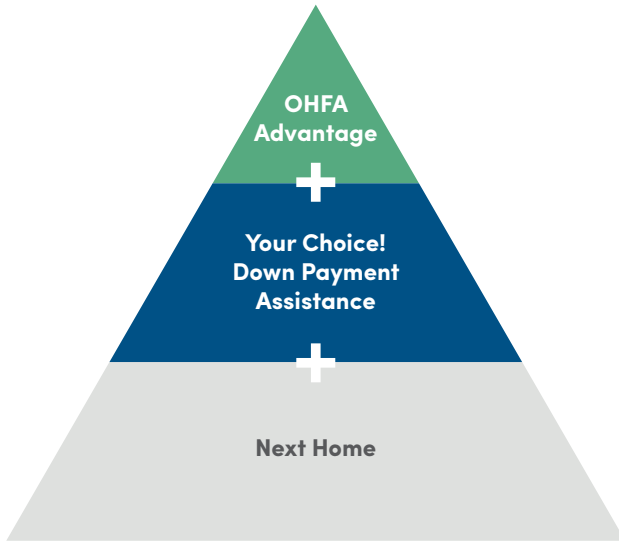 OHFA
Advantage
+
Your Choice!
Down Payment
Assistance
+
Next Home